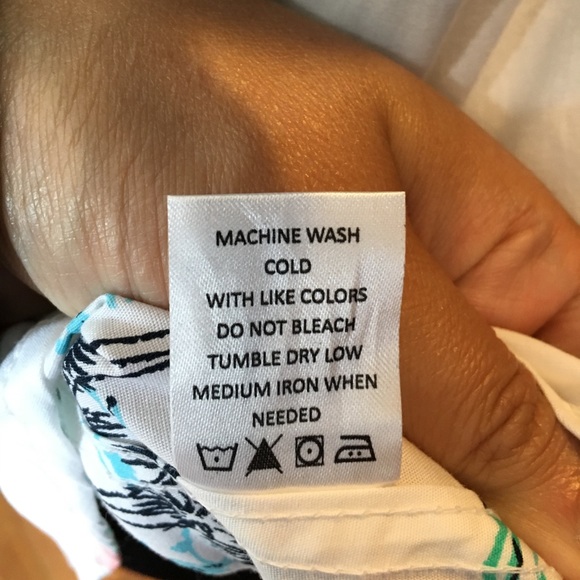 MACHINE WASH
COLD
WITH LIKE COLORS
DO NOT BLEACH
TUMBLE DRY LOW
MEDIUM IRON WHEN
NEEDED